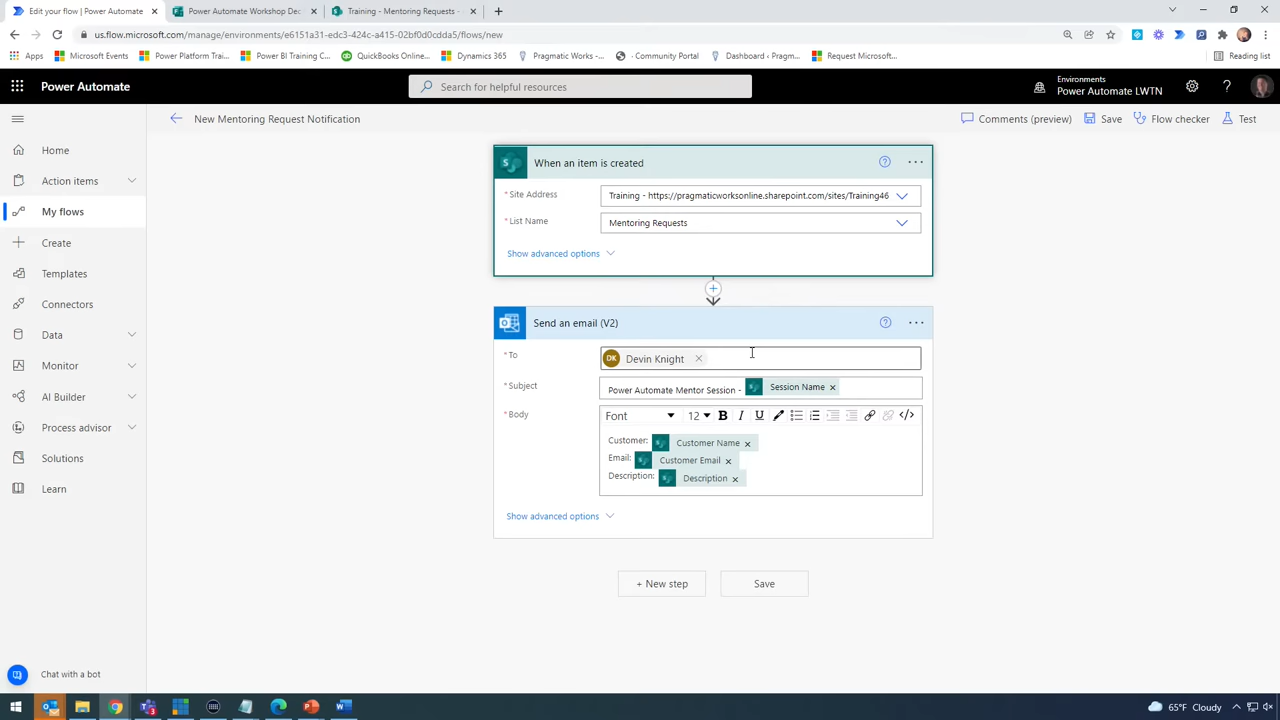 Edit your flow | Power Automate
Power Automate Workshop Dec
Training - Mentoring Requests -
us.flow.microsoft.com/manage/environments/e6151a31-edc3-424c-a415-02bf0d0cdda5/flows/new
Apps
Microsoft Events
Power Platform Trai...
Power BI Training C...
QuickBooks Online...
Dynamics 365
Pragmatic Works -...
· Community Portal
Dashboard ‹ Pragm...
Request Microsoft...
Reading list
Power Automate
Search for helpful resources
Environments
Power Automate LWTN
New Mentoring Request Notification
Comments (preview)
Save
Flow checker
Test
Home
Action items
My flows
Create
Templates
Connectors
Data
Monitor
AI Builder
Process advisor
Solutions
Learn
Chat with a bot
When an item is created
* Site Address
Training - https://pragmaticworksonline.sharepoint.com/sites/Training46
* List Name
Mentoring Requests
Show advanced options
Send an email (V2)
* To
DK Devin Knight
* Subject
Power Automate Mentor Session - Session Name
* Body
Font 12 B I U </>
Customer: Customer Name
Email: Customer Email
Description: Description
Show advanced options
+ New step
Save
65°F Cloudy